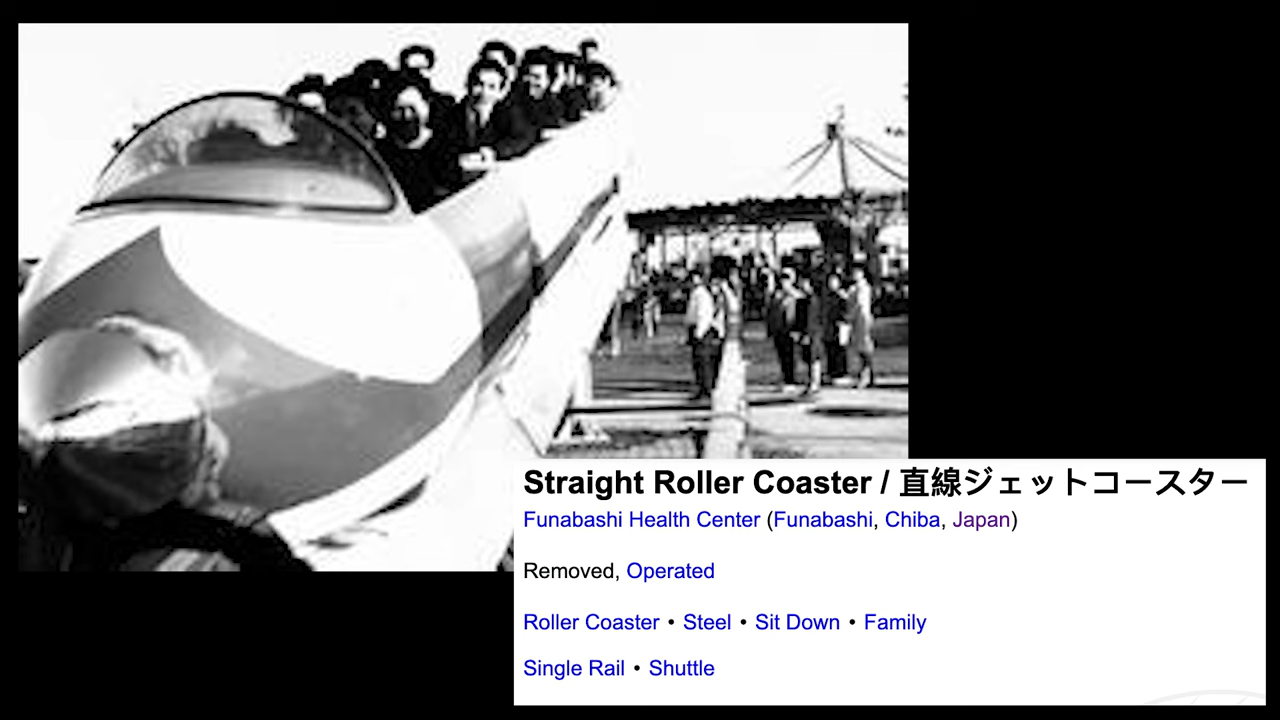 Straight Roller Coaster / 直線ジェットコースター
Funabashi Health Center (Funabashi, Chiba, Japan)
Removed, Operated
Roller Coaster • Steel • Sit Down • Family
Single Rail • Shuttle